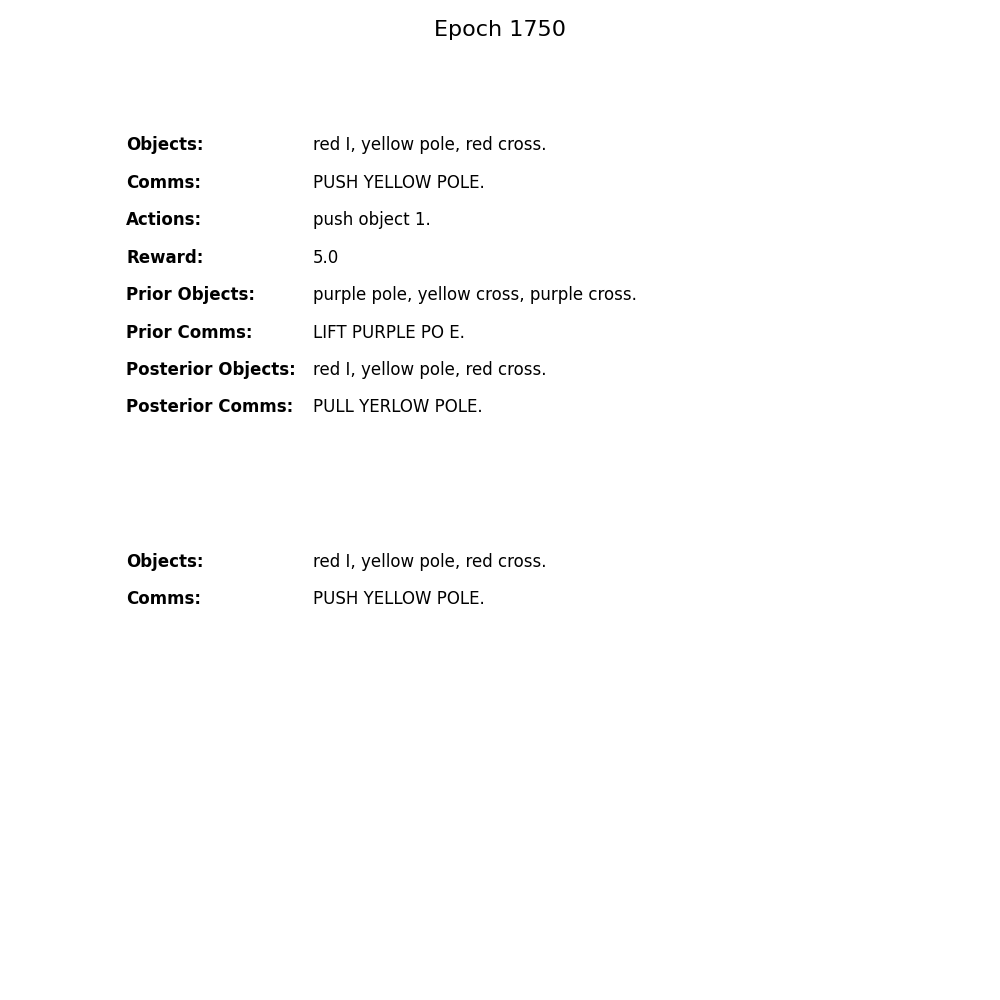 Epoch 1750
Objects: red I, yellow pole, red cross.
Comms: PUSH YELLOW POLE.
Actions: push object 1.
Reward: 5.0
Prior Objects: purple pole, yellow cross, purple cross.
Prior Comms: LIFT PURPLE PO E.
Posterior Objects: red I, yellow pole, red cross.
Posterior Comms: PULL YERLOW POLE.
Objects: red I, yellow pole, red cross.
Comms: PUSH YELLOW POLE.